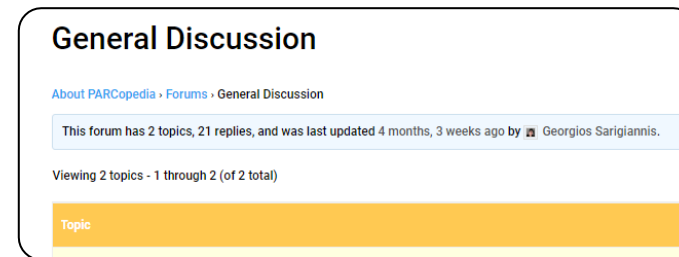 General Discussion
About PARCopedia › Forums › General Discussion
This forum has 2 topics, 21 replies, and was last updated 4 months, 3 weeks ago by Georgios Sarigiannis.
Viewing 2 topics - 1 through 2 (of 2 total)
Topic